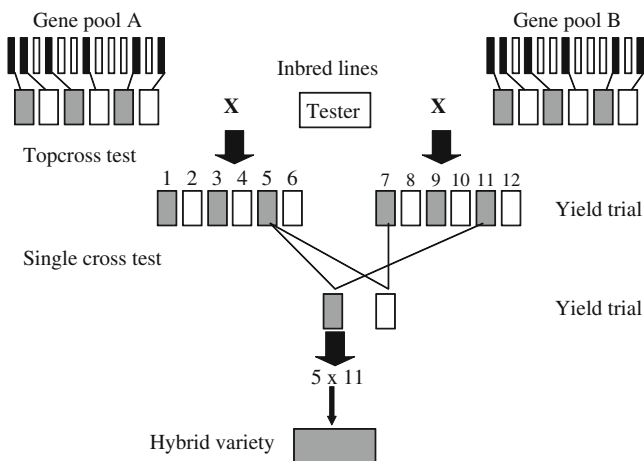 Gene pool A
Gene pool B
Inbred lines
X
Tester
X
Topcross test
1 2 3 4 5 6
7 8 9 10 11 12
Yield trial
Single cross test
Yield trial
5 x 11
Hybrid variety